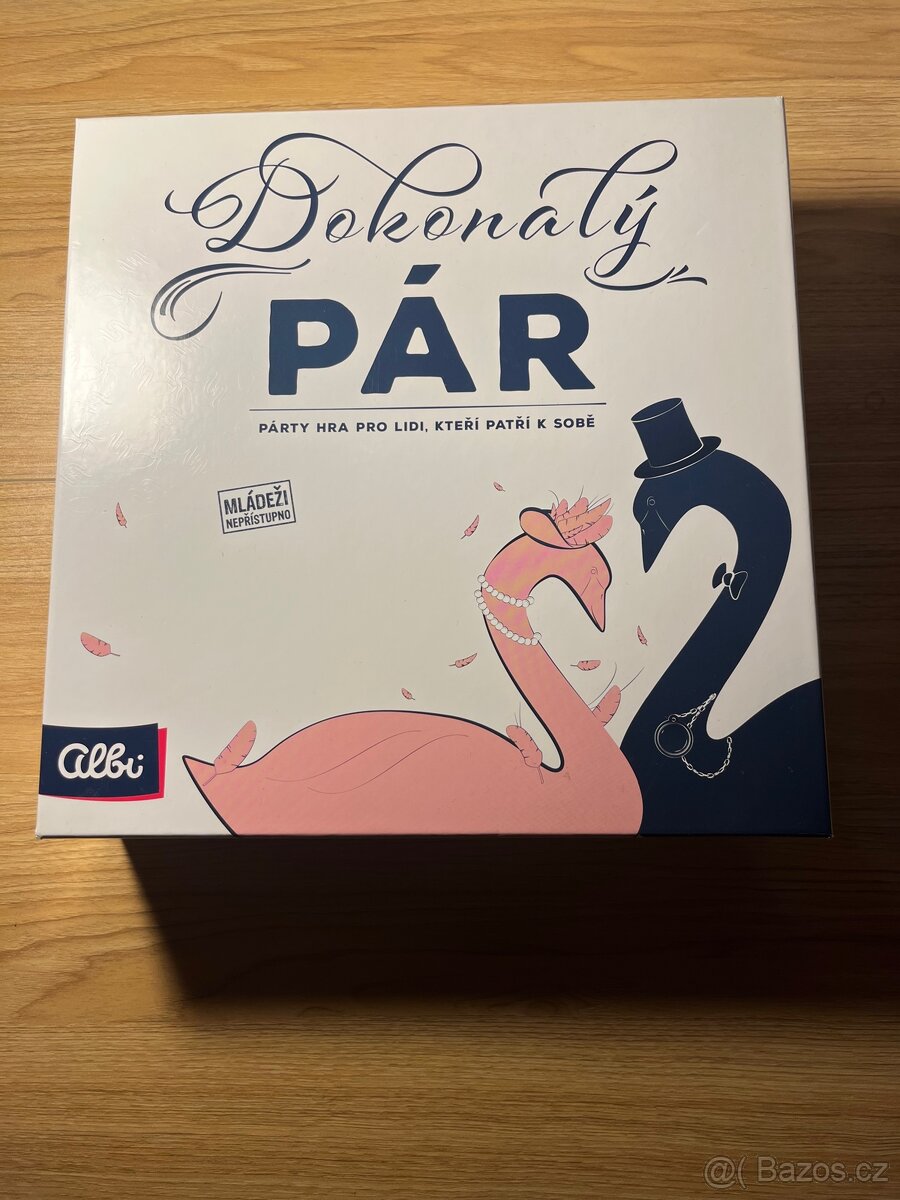 Dokonalý
PÁR
PÁRTY HRA PRO LIDI, KTEŘÍ PATŘÍ K SOBĚ
MLÁDEŽI
NEPŘÍSTUPNO
albi
@( Bazos.cz